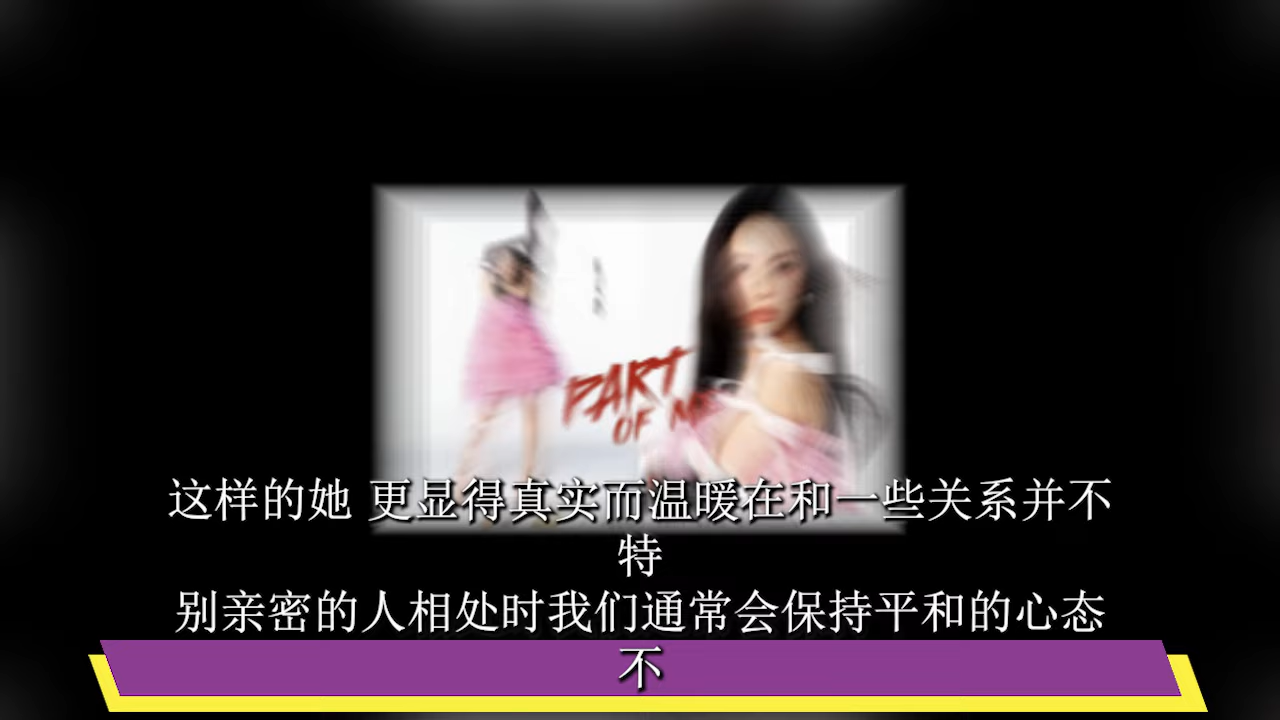 PART
OF ME
这样的她 更显得真实而温暖在和一些关系并不
特
别亲密的人相处时我们通常会保持平和的心态
不